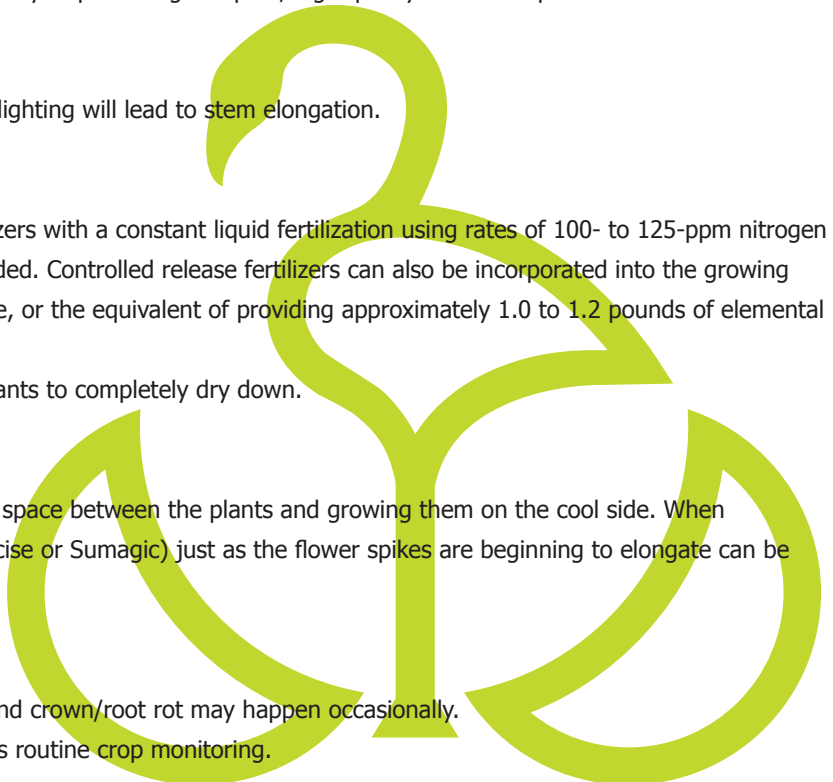 lighting will lead to stem elongation.
zers with a constant liquid fertilization using rates of 100- to 125-ppm nitrogen
ded. Controlled release fertilizers can also be incorporated into the growing
e, or the equivalent of providing approximately 1.0 to 1.2 pounds of elemental
ants to completely dry down.
space between the plants and growing them on the cool side. When
cise or Sumagic) just as the flower spikes are beginning to elongate can be
nd crown/root rot may happen occasionally.
s routine crop monitoring.